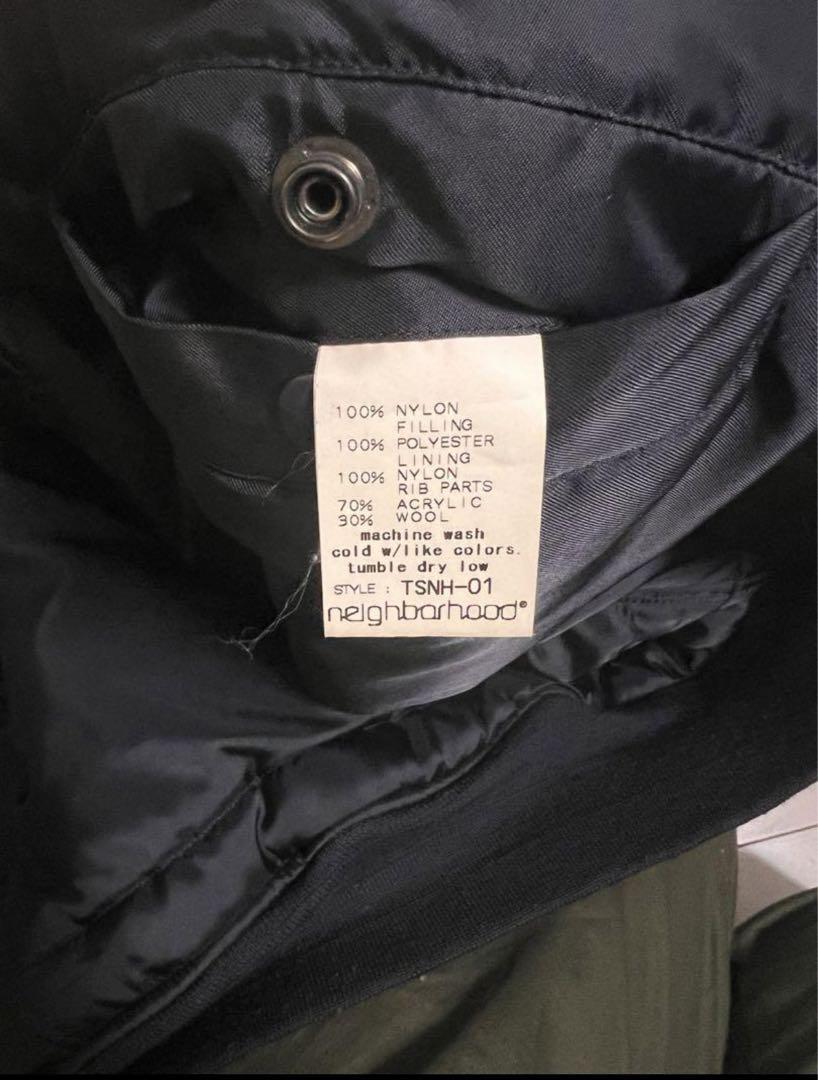 100% NYLON
FILLING
100% POLYESTER
LINING
100% NYLON
RIB PARTS
70% ACRYLIC
30% WOOL
machine wash
cold w/like colors.
tumble dry low
STYLE : TSNH-01
neighborhood®